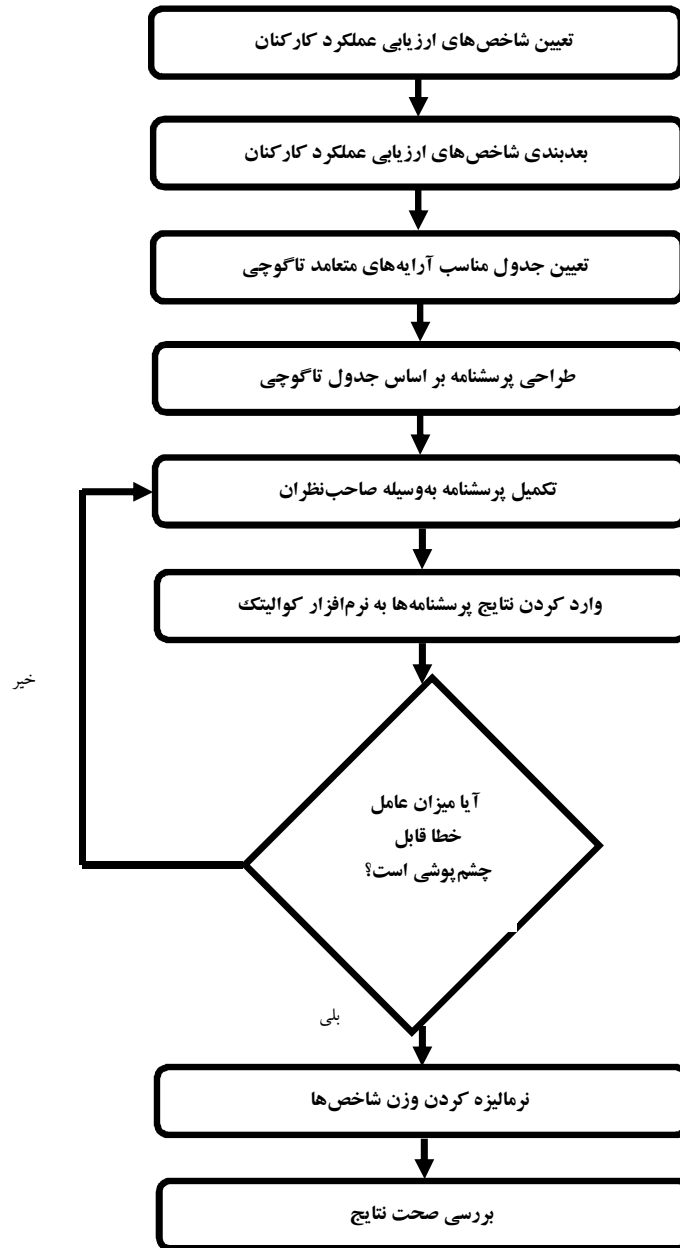 تعیین شاخص‌های ارزیابی عملکرد کارکنان
بعدبندی شاخص‌های ارزیابی عملکرد کارکنان
تعیین جدول مناسب آرایه‌های متعامد تاگوچی
طراحی پرسشنامه بر اساس جدول تاگوچی
تکمیل پرسشنامه به‌وسیله صاحب‌نظران
وارد کردن نتایج پرسشنامه‌ها به نرم‌افزار کوالیتک
خیر
آیا میزان عامل
خطا قابل
چشم‌پوشی است؟
بلی
نرمالیزه کردن وزن شاخص‌ها
بررسی صحت نتایج